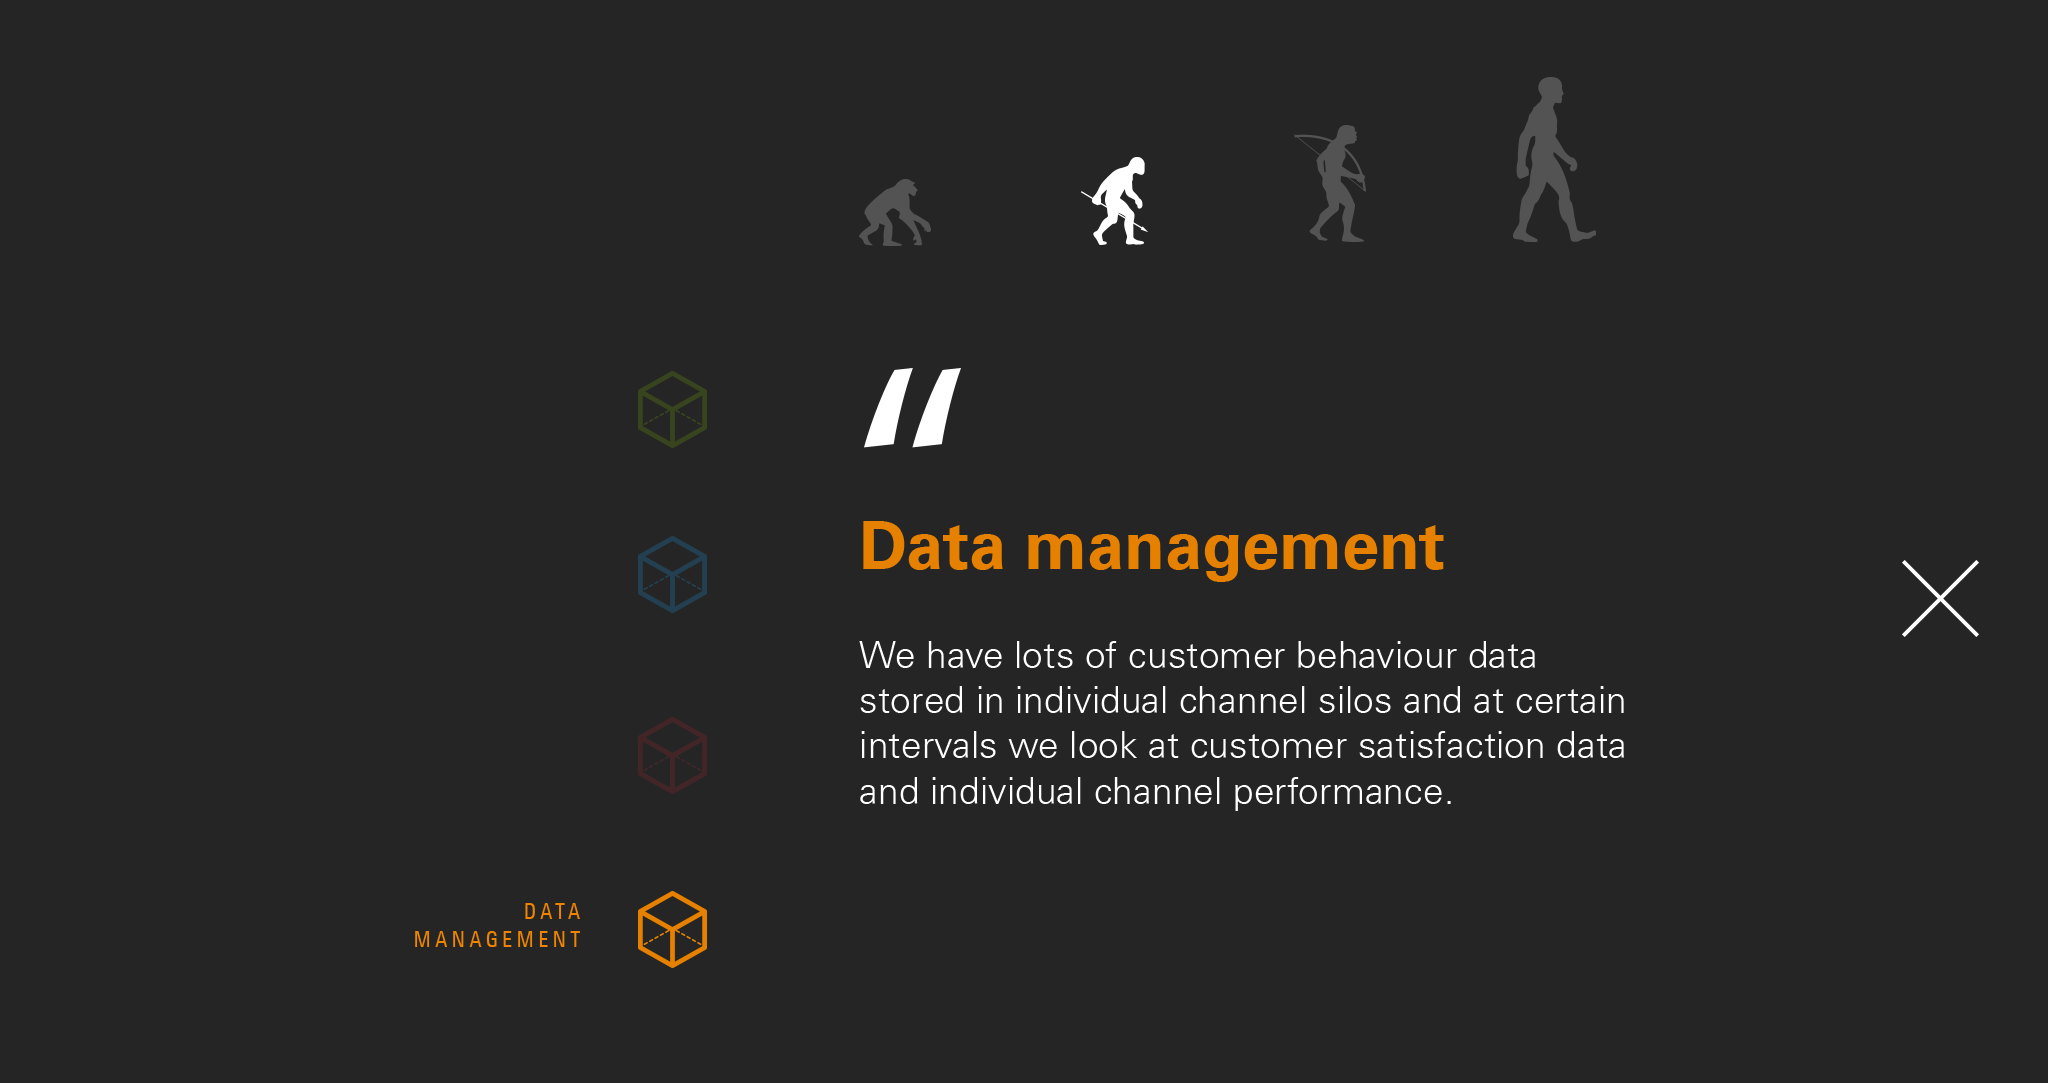 “
Data management
We have lots of customer behaviour data
stored in individual channel silos and at certain
intervals we look at customer satisfaction data
and individual channel performance.
DATA
MANAGEMENT